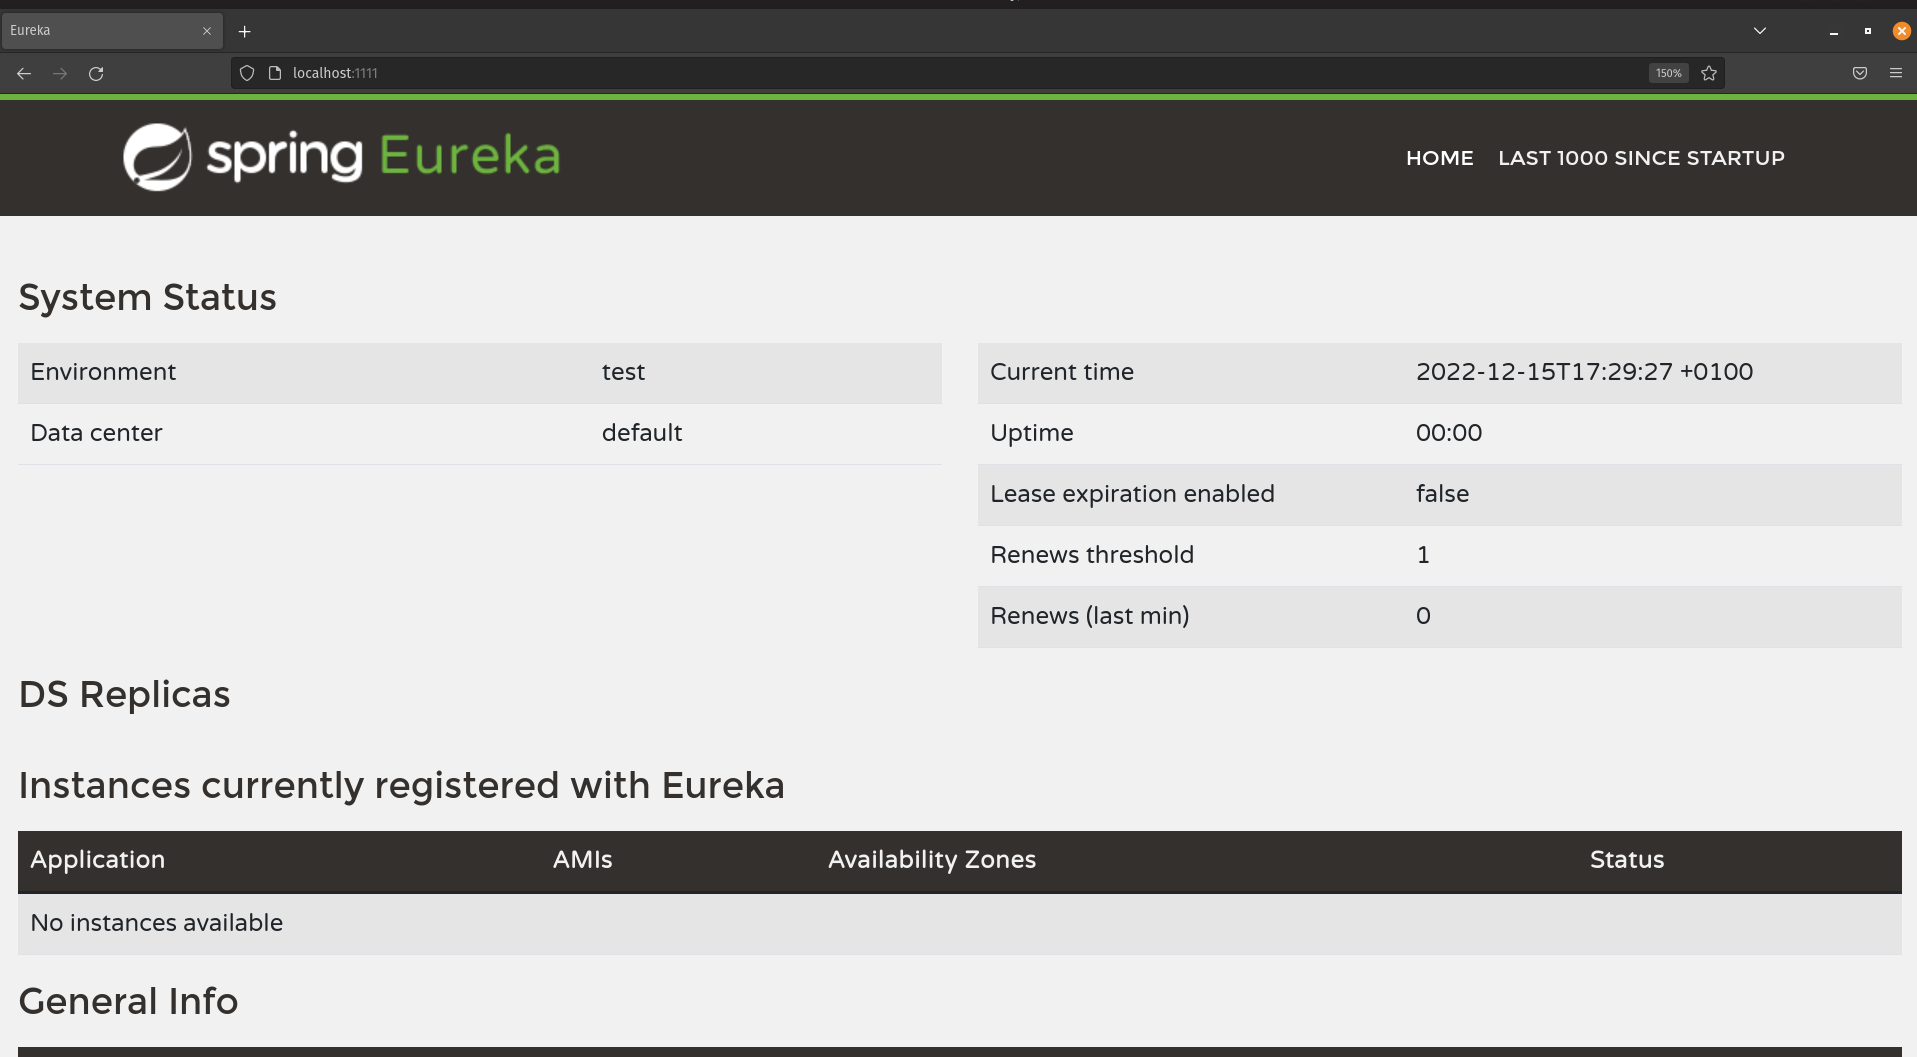 Eureka
localhost:1111
150%
spring Eureka
HOME LAST 1000 SINCE STARTUP
System Status
Environment test
Data center default
Current time 2022-12-15T17:29:27 +0100
Uptime 00:00
Lease expiration enabled false
Renews threshold 1
Renews (last min) 0
DS Replicas
Instances currently registered with Eureka
Application AMIs Availability Zones Status
No instances available
General Info